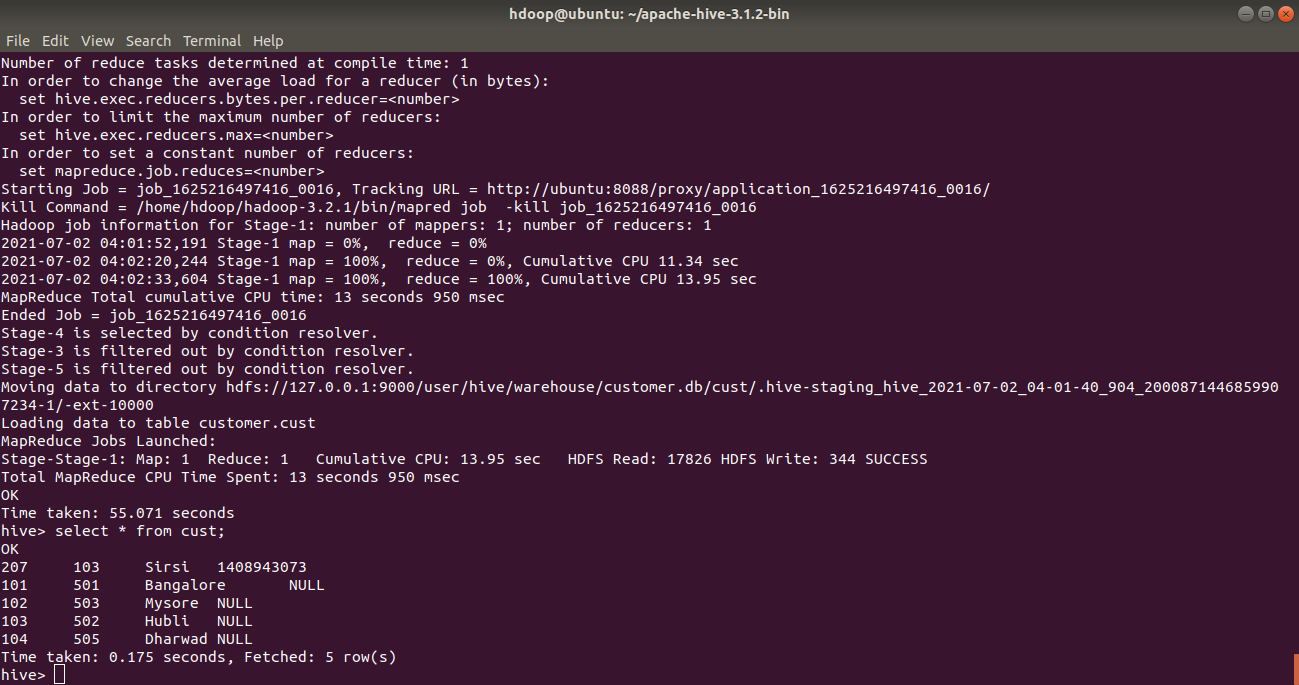 hdoop@ubuntu: ~/apache-hive-3.1.2-bin
File Edit View Search Terminal Help
Number of reduce tasks determined at compile time: 1
In order to change the average load for a reducer (in bytes):
  set hive.exec.reducers.bytes.per.reducer=<number>
In order to limit the maximum number of reducers:
  set hive.exec.reducers.max=<number>
In order to set a constant number of reducers:
  set mapreduce.job.reduces=<number>
Starting Job = job_1625216497416_0016, Tracking URL = http://ubuntu:8088/proxy/application_1625216497416_0016/
Kill Command = /home/hdoop/hadoop-3.2.1/bin/mapred job  -kill job_1625216497416_0016
Hadoop job information for Stage-1: number of mappers: 1; number of reducers: 1
2021-07-02 04:01:52,191 Stage-1 map = 0%,  reduce = 0%
2021-07-02 04:02:20,244 Stage-1 map = 100%,  reduce = 0%, Cumulative CPU 11.34 sec
2021-07-02 04:02:33,604 Stage-1 map = 100%,  reduce = 100%, Cumulative CPU 13.95 sec
MapReduce Total cumulative CPU time: 13 seconds 950 msec
Ended Job = job_1625216497416_0016
Stage-4 is selected by condition resolver.
Stage-3 is filtered out by condition resolver.
Stage-5 is filtered out by condition resolver.
Moving data to directory hdfs://127.0.0.1:9000/user/hive/warehouse/customer.db/cust/.hive-staging_hive_2021-07-02_04-01-40_904_200087144685990
7234-1/-ext-10000
Loading data to table customer.cust
MapReduce Jobs Launched:
Stage-Stage-1: Map: 1  Reduce: 1   Cumulative CPU: 13.95 sec   HDFS Read: 17826 HDFS Write: 344 SUCCESS
Total MapReduce CPU Time Spent: 13 seconds 950 msec
OK
Time taken: 55.071 seconds
hive> select * from cust;
OK
207     103     Sirsi   1408943073
101     501     Bangalore       NULL
102     503     Mysore  NULL
103     502     Hubli   NULL
104     505     Dharwad NULL
Time taken: 0.175 seconds, Fetched: 5 row(s)
hive>